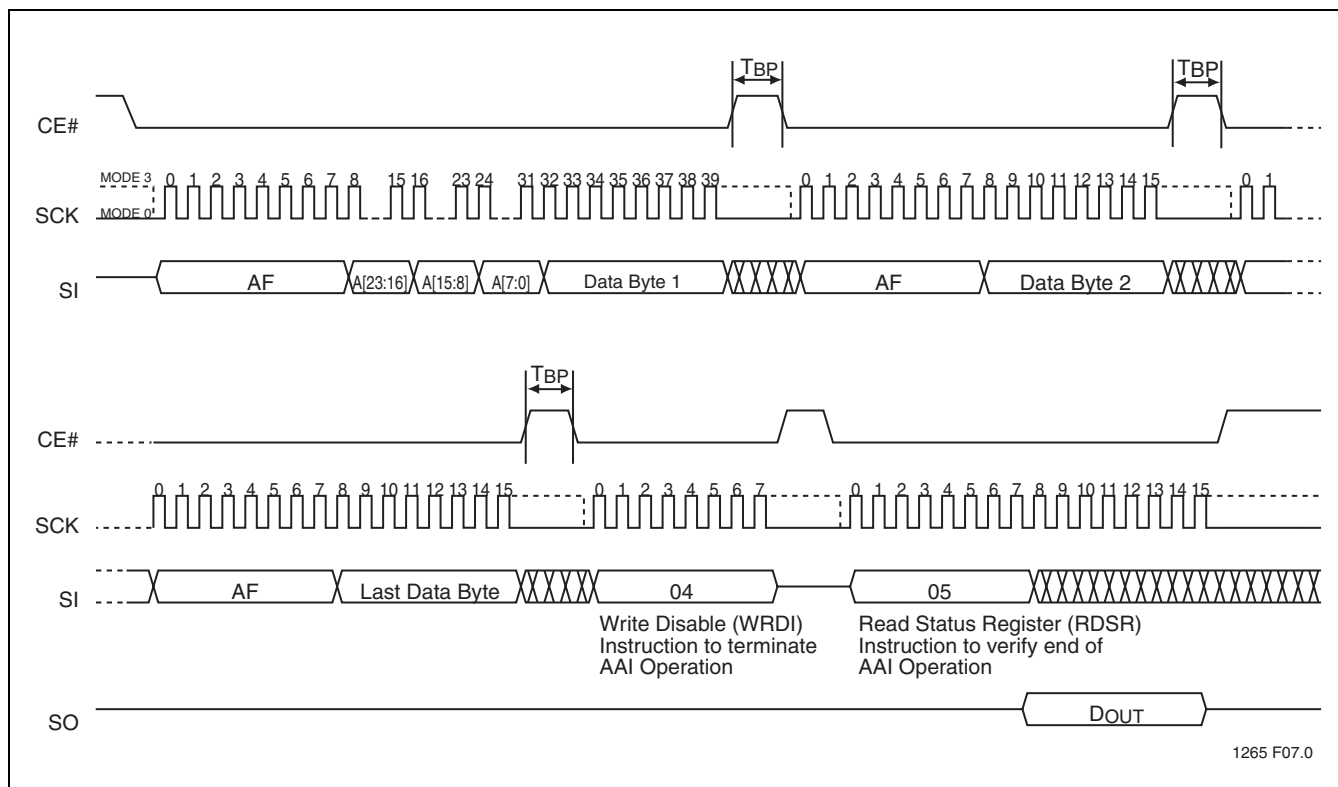 TBP TBP
CE#
MODE 3 0 1 2 3 4 5 6 7 8 15 16 23 24 31 32 33 34 35 36 37 38 39 0 1 2 3 4 5 6 7 8 9 10 11 12 13 14 15 0 1
SCK MODE 0
SI AF A[23:16] A[15:8] A[7:0] Data Byte 1 AF Data Byte 2
TBP
CE#
0 1 2 3 4 5 6 7 8 9 10 11 12 13 14 15 0 1 2 3 4 5 6 7 0 1 2 3 4 5 6 7 8 9 10 11 12 13 14 15
SCK
SI AF Last Data Byte 04 05
Write Disable (WRDI)
Instruction to terminate
AAI Operation
Read Status Register (RDSR)
Instruction to verify end of
AAI Operation
SO DOUT
1265 F07.0